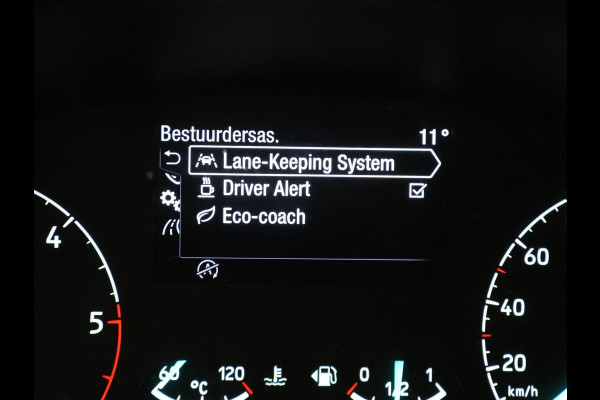 Bestuurdersas. 11°
Lane-Keeping System
Driver Alert
Eco-coach
4
5
60
40
20
km/h
60 °C 120
0 1/2 1